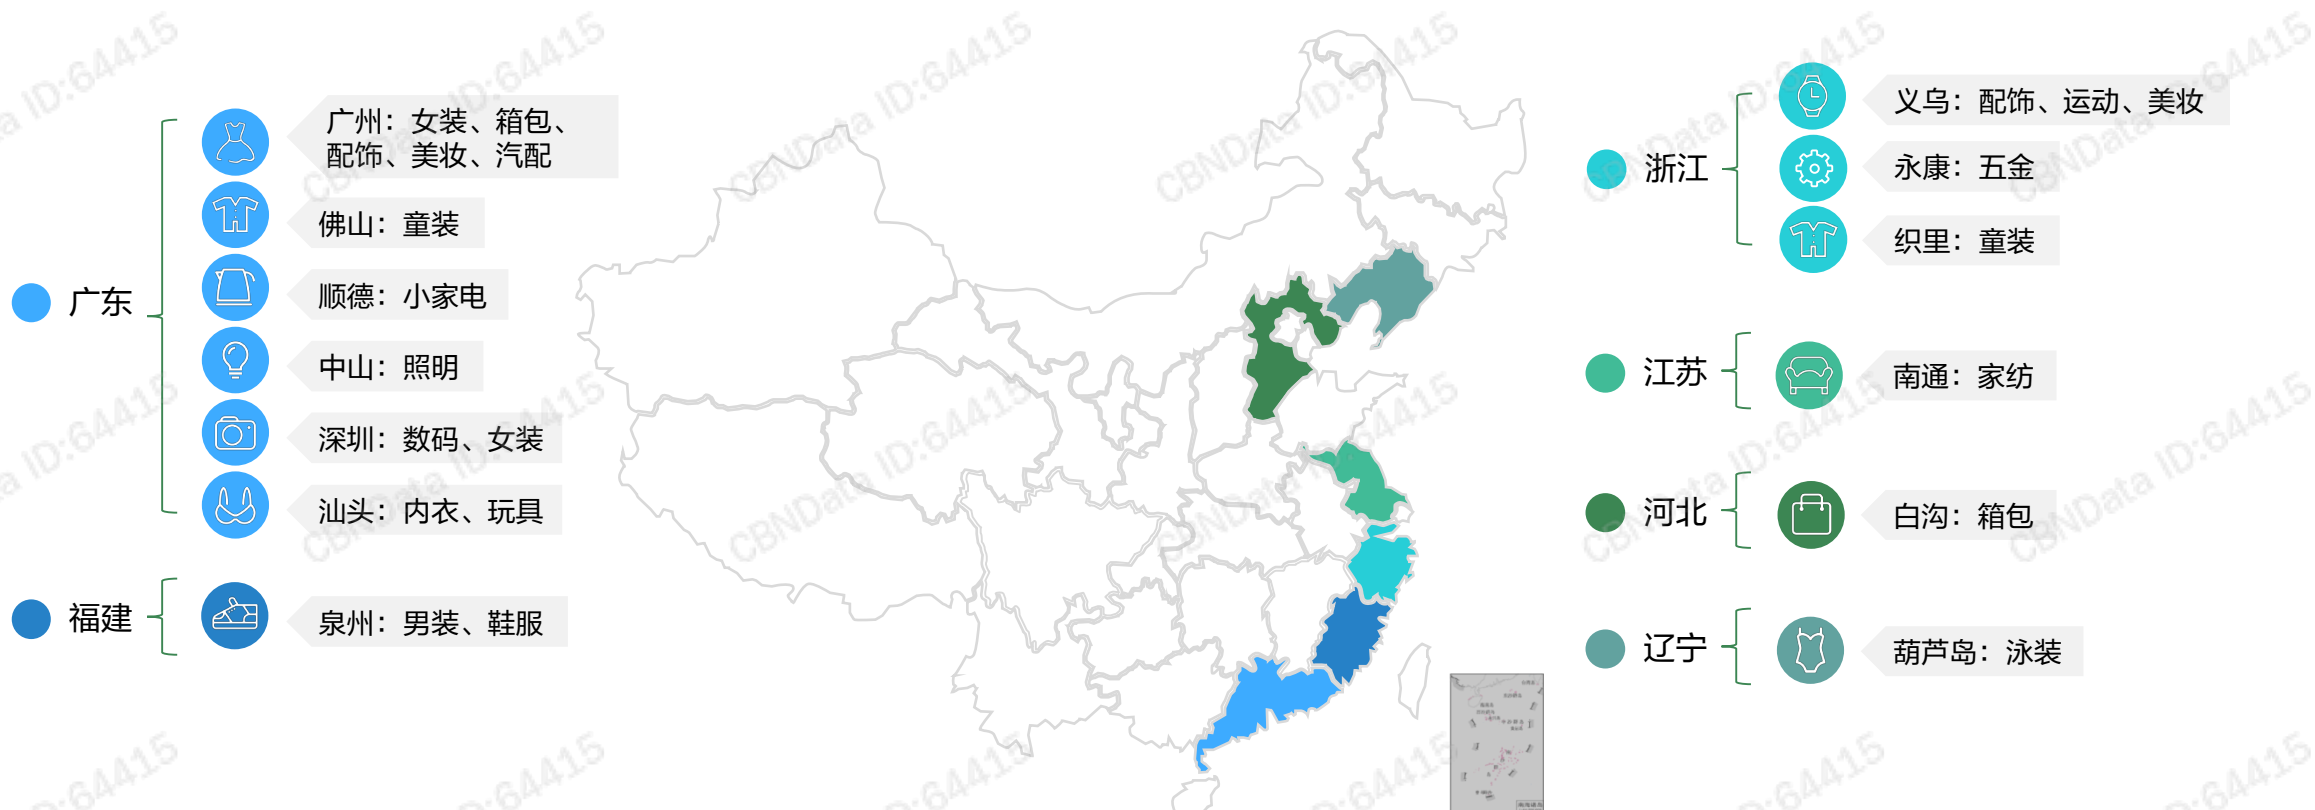 广东
广州：女装、箱包、
配饰、美妆、汽配
佛山：童装
顺德：小家电
中山：照明
深圳：数码、女装
汕头：内衣、玩具
福建
泉州：男装、鞋服
浙江
义乌：配饰、运动、美妆
永康：五金
织里：童装
江苏
南通：家纺
河北
白沟：箱包
辽宁
葫芦岛：泳装
CBNData ID:64415